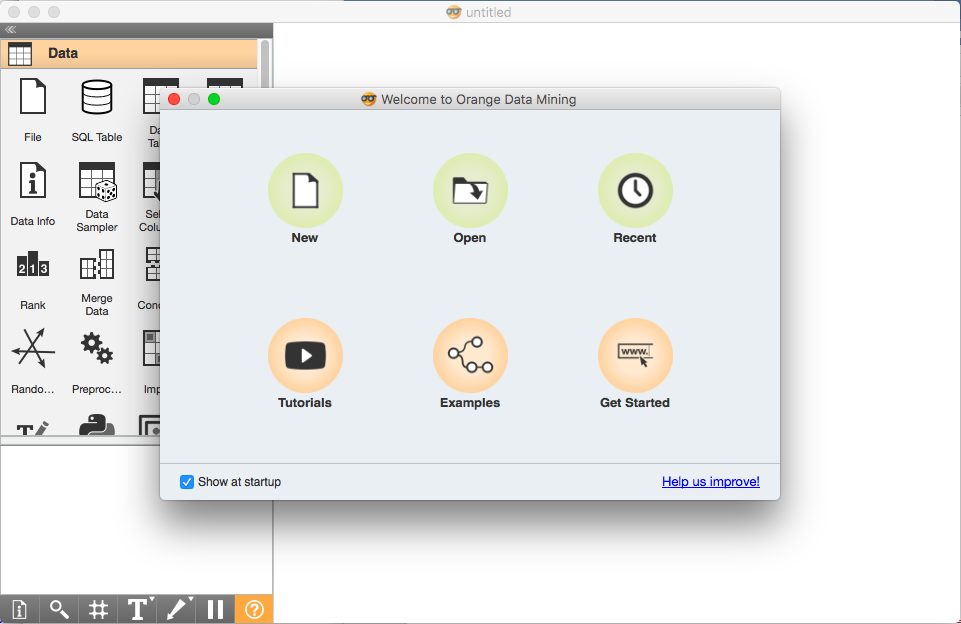 untitled
Data
File
SQL Table
Da
Ta
Data Info
Data
Sampler
Sel
Colu
Rank
Merge
Data
Conc
Rando...
Preproc...
Imp
Welcome to Orange Data Mining
New
Open
Recent
www.
Tutorials
Examples
Get Started
Show at startup
Help us improve!